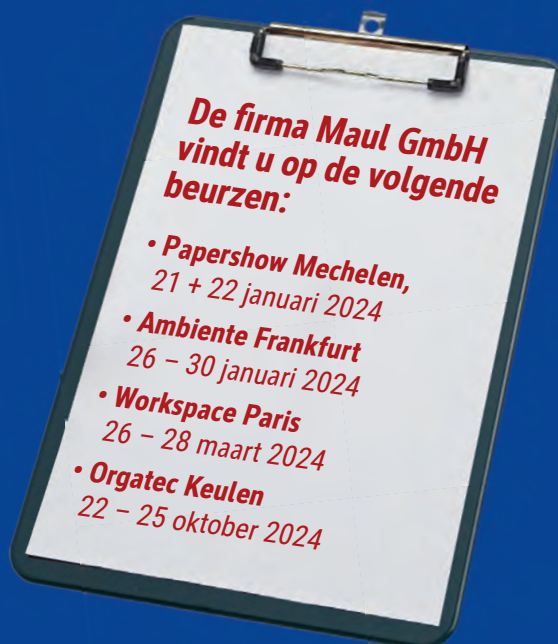 De firma Maul GmbH
vindt u op de volgende
beurzen:
• Papershow Mechelen,
21 + 22 januari 2024
• Ambiente Frankfurt
26 – 30 januari 2024
• Workspace Paris
26 – 28 maart 2024
• Orgatec Keulen
22 – 25 oktober 2024